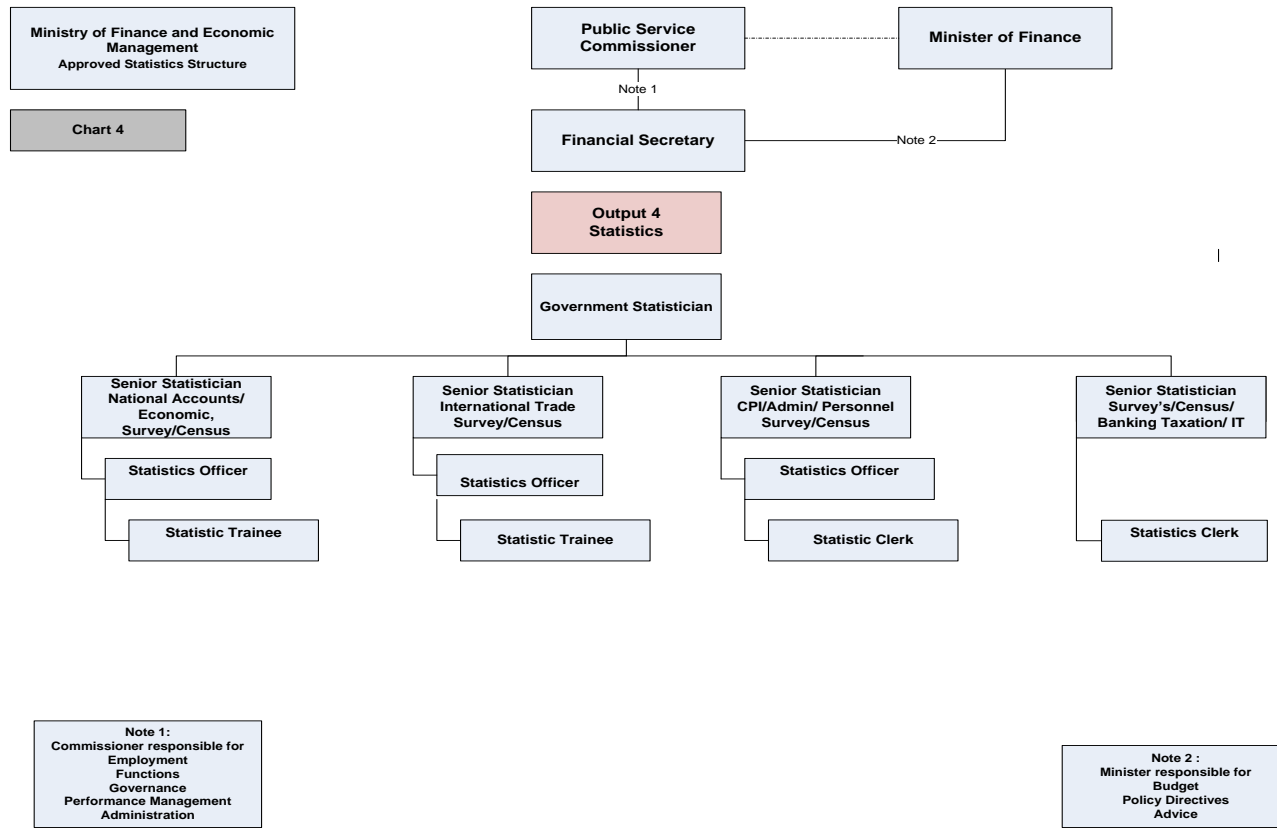 Ministry of Finance and Economic
Management
Approved Statistics Structure
Chart 4
Public Service
Commissioner
Minister of Finance
Note 1
Financial Secretary
Note 2
Output 4
Statistics
Government Statistician
Senior Statistician
National Accounts/
Economic,
Survey/Census
Statistics Officer
Statistic Trainee
Senior Statistician
International Trade
Survey/Census
Statistics Officer
Statistic Trainee
Senior Statistician
CPI/Admin/ Personnel
Survey/Census
Statistics Officer
Statistic Clerk
Senior Statistician
Survey's/Census/
Banking Taxation/ IT
Statistics Clerk
Note 1:
Commissioner responsible for
Employment
Functions
Governance
Performance Management
Administration
Note 2 :
Minister responsible for
Budget
Policy Directives
Advice